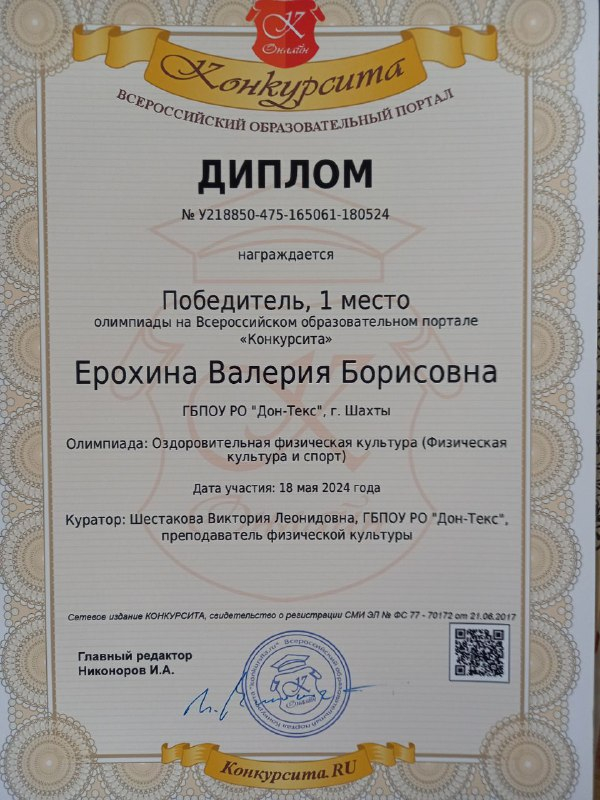 К
Онлайн
Конкурсита
ВСЕРОССИЙСКИЙ ОБРАЗОВАТЕЛЬНЫЙ ПОРТАЛ
ДИПЛОМ
№ У218850-475-165061-180524
награждается
Победитель, 1 место
олимпиады на Всероссийском образовательном портале
«Конкурсита»
Ерохина Валерия Борисовна
ГБПОУ РО "Дон-Текс", г. Шахты
Олимпиада: Оздоровительная физическая культура (Физическая
культура и спорт)
Дата участия: 18 мая 2024 года
Куратор: Шестакова Виктория Леонидовна, ГБПОУ РО "Дон-Текс",
преподаватель физической культуры
Сетевое издание КОНКУРСИТА, свидетельство о регистрации СМИ ЭЛ № ФС 77 - 70172 от 21.06.2017
Главный редактор
Никоноров И.А.
Конкурсита.RU